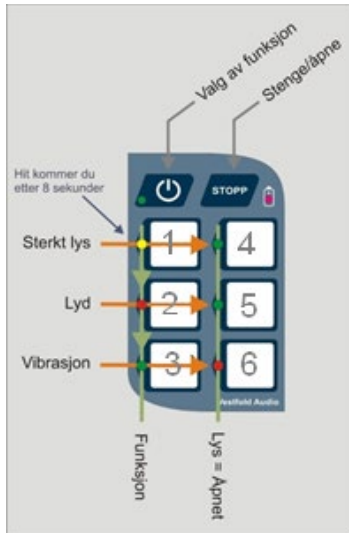 Valg av funksjon
Stenge/åpne
Hit kommer du
etter 8 sekunder
STOPP
Sterkt lys
1
4
Lyd
2
5
Vibrasjon
3
6
Vestfold Audio
Funksjon
Lys = Åpnet